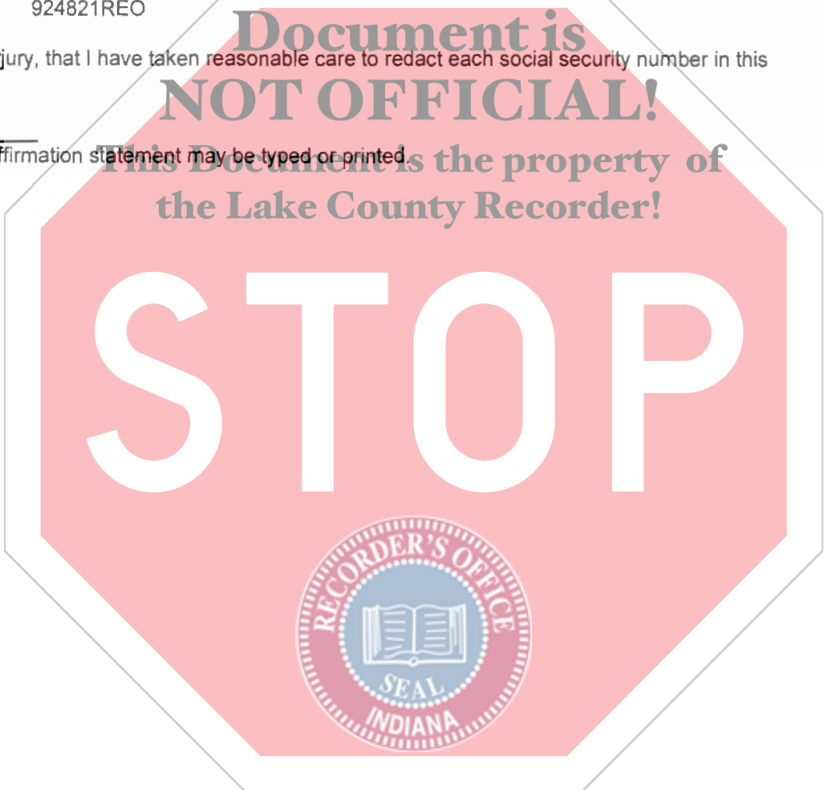 924821REO
Document is
jury, that I have taken reasonable care to redact each social security number in this
NOT OFFICIAL!
ffirmation statement may be typed or printed.
This Document is the property of
the Lake County Recorder!
STOP
RECORDER'S OFFICE
SEAL
INDIANA